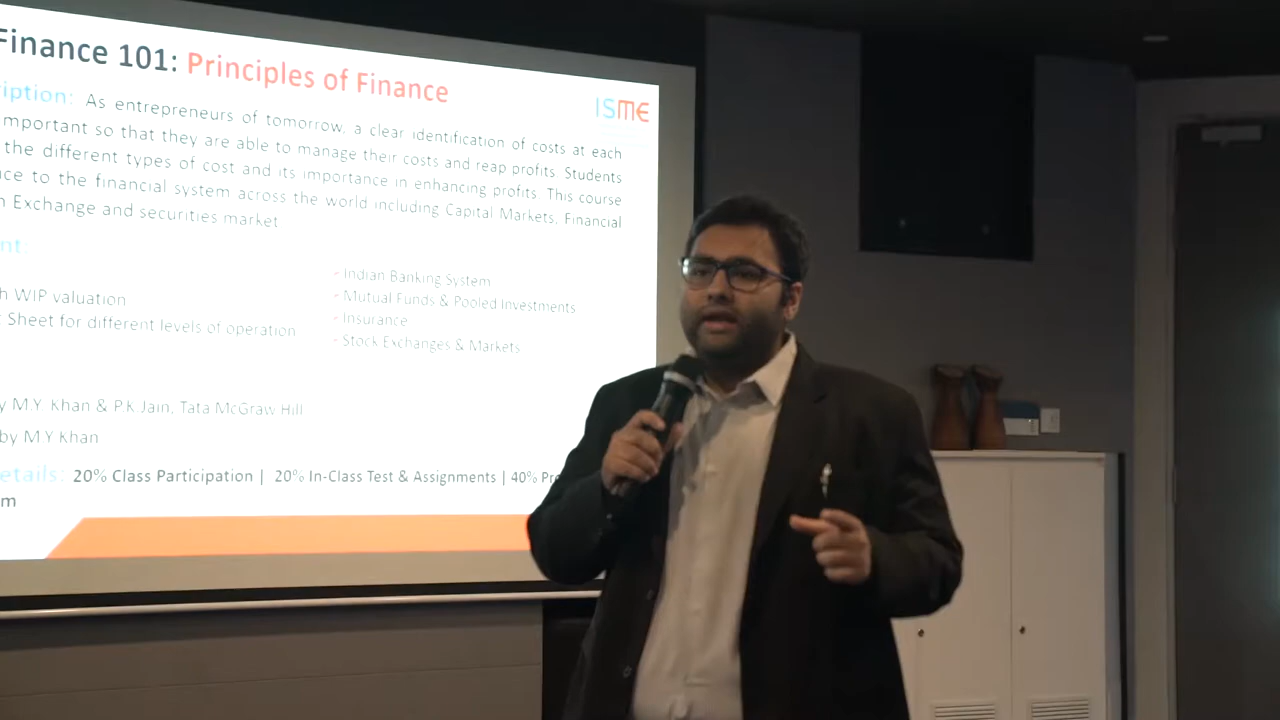 Finance 101: Principles of Finance
ISME
ription: As entrepreneurs of tomorrow, a clear identification of costs at each
mportant so that they are able to manage their costs and reap profits. Students
the different types of cost and its importance in enhancing profits. This course
ce to the financial system across the world including Capital Markets, Financial
n Exchange and securities market
nt:
h WIP valuation
Sheet for different levels of operation
- Indian Banking System
- Mutual Funds & Pooled Investments
- Insurance
- Stock Exchanges & Markets
y M.Y. Khan & P.K.Jain, Tata McGraw Hill
by M.Y.Khan
etails: 20% Class Participation | 20% In-Class Test & Assignments | 40% Pr
m